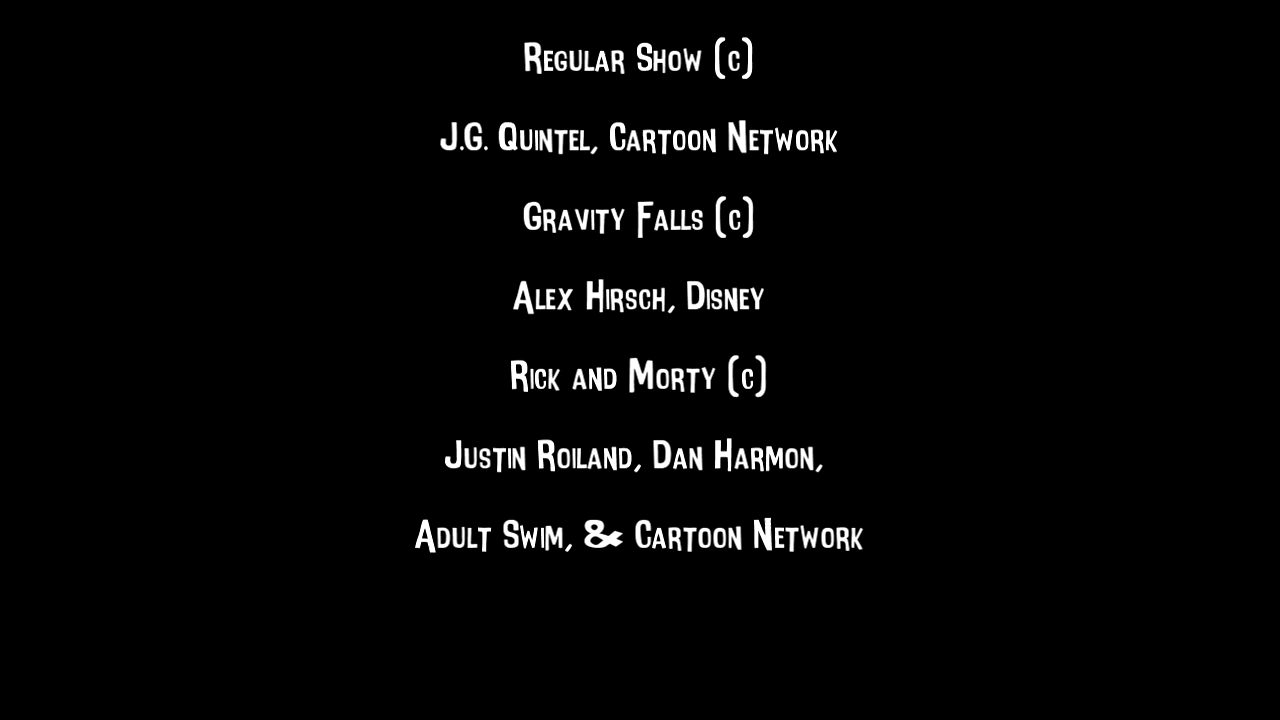 Regular Show (c)
J.G. Quintel, Cartoon Network
Gravity Falls (c)
Alex Hirsch, Disney
Rick and Morty (c)
Justin Roiland, Dan Harmon,
Adult Swim, & Cartoon Network